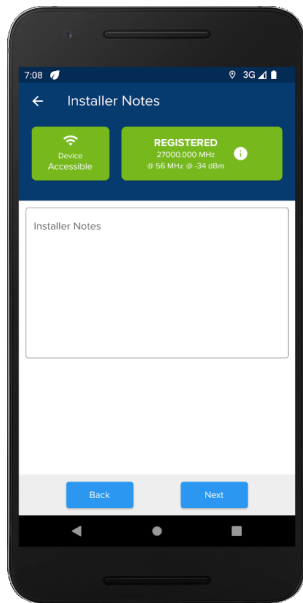 7:08 3G
Installer Notes
Device
Accessible
REGISTERED
27000.000 MHz
@ 56 MHz @ -34 dBm
Installer Notes
Back
Next